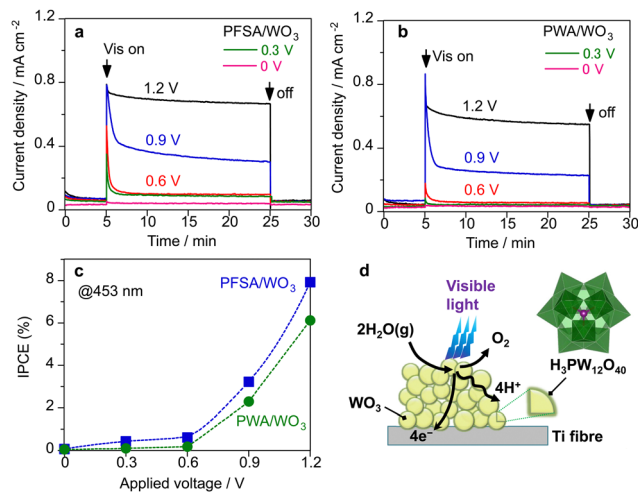 a
PFSA/WO₃
0.3 V
0 V
Vis on
off
1.2 V
0.9 V
0.6 V
Current density / mA cm⁻²
1.2
0.8
0.4
0
0 5 10 15 20 25 30
Time / min
b
PWA/WO₃
0.3 V
0 V
Vis on
off
1.2 V
0.9 V
0.6 V
Current density / mA cm⁻²
1.2
0.8
0.4
0
0 5 10 15 20 25 30
Time / min
c
@453 nm
PFSA/WO₃
PWA/WO₃
IPCE (%)
8
6
4
2
0
0 0.3 0.6 0.9 1.2
Applied voltage / V
d
Visible
light
2H₂O(g)
O₂
4H⁺
H₃PW₁₂O₄₀
WO₃
4e⁻
Ti fibre